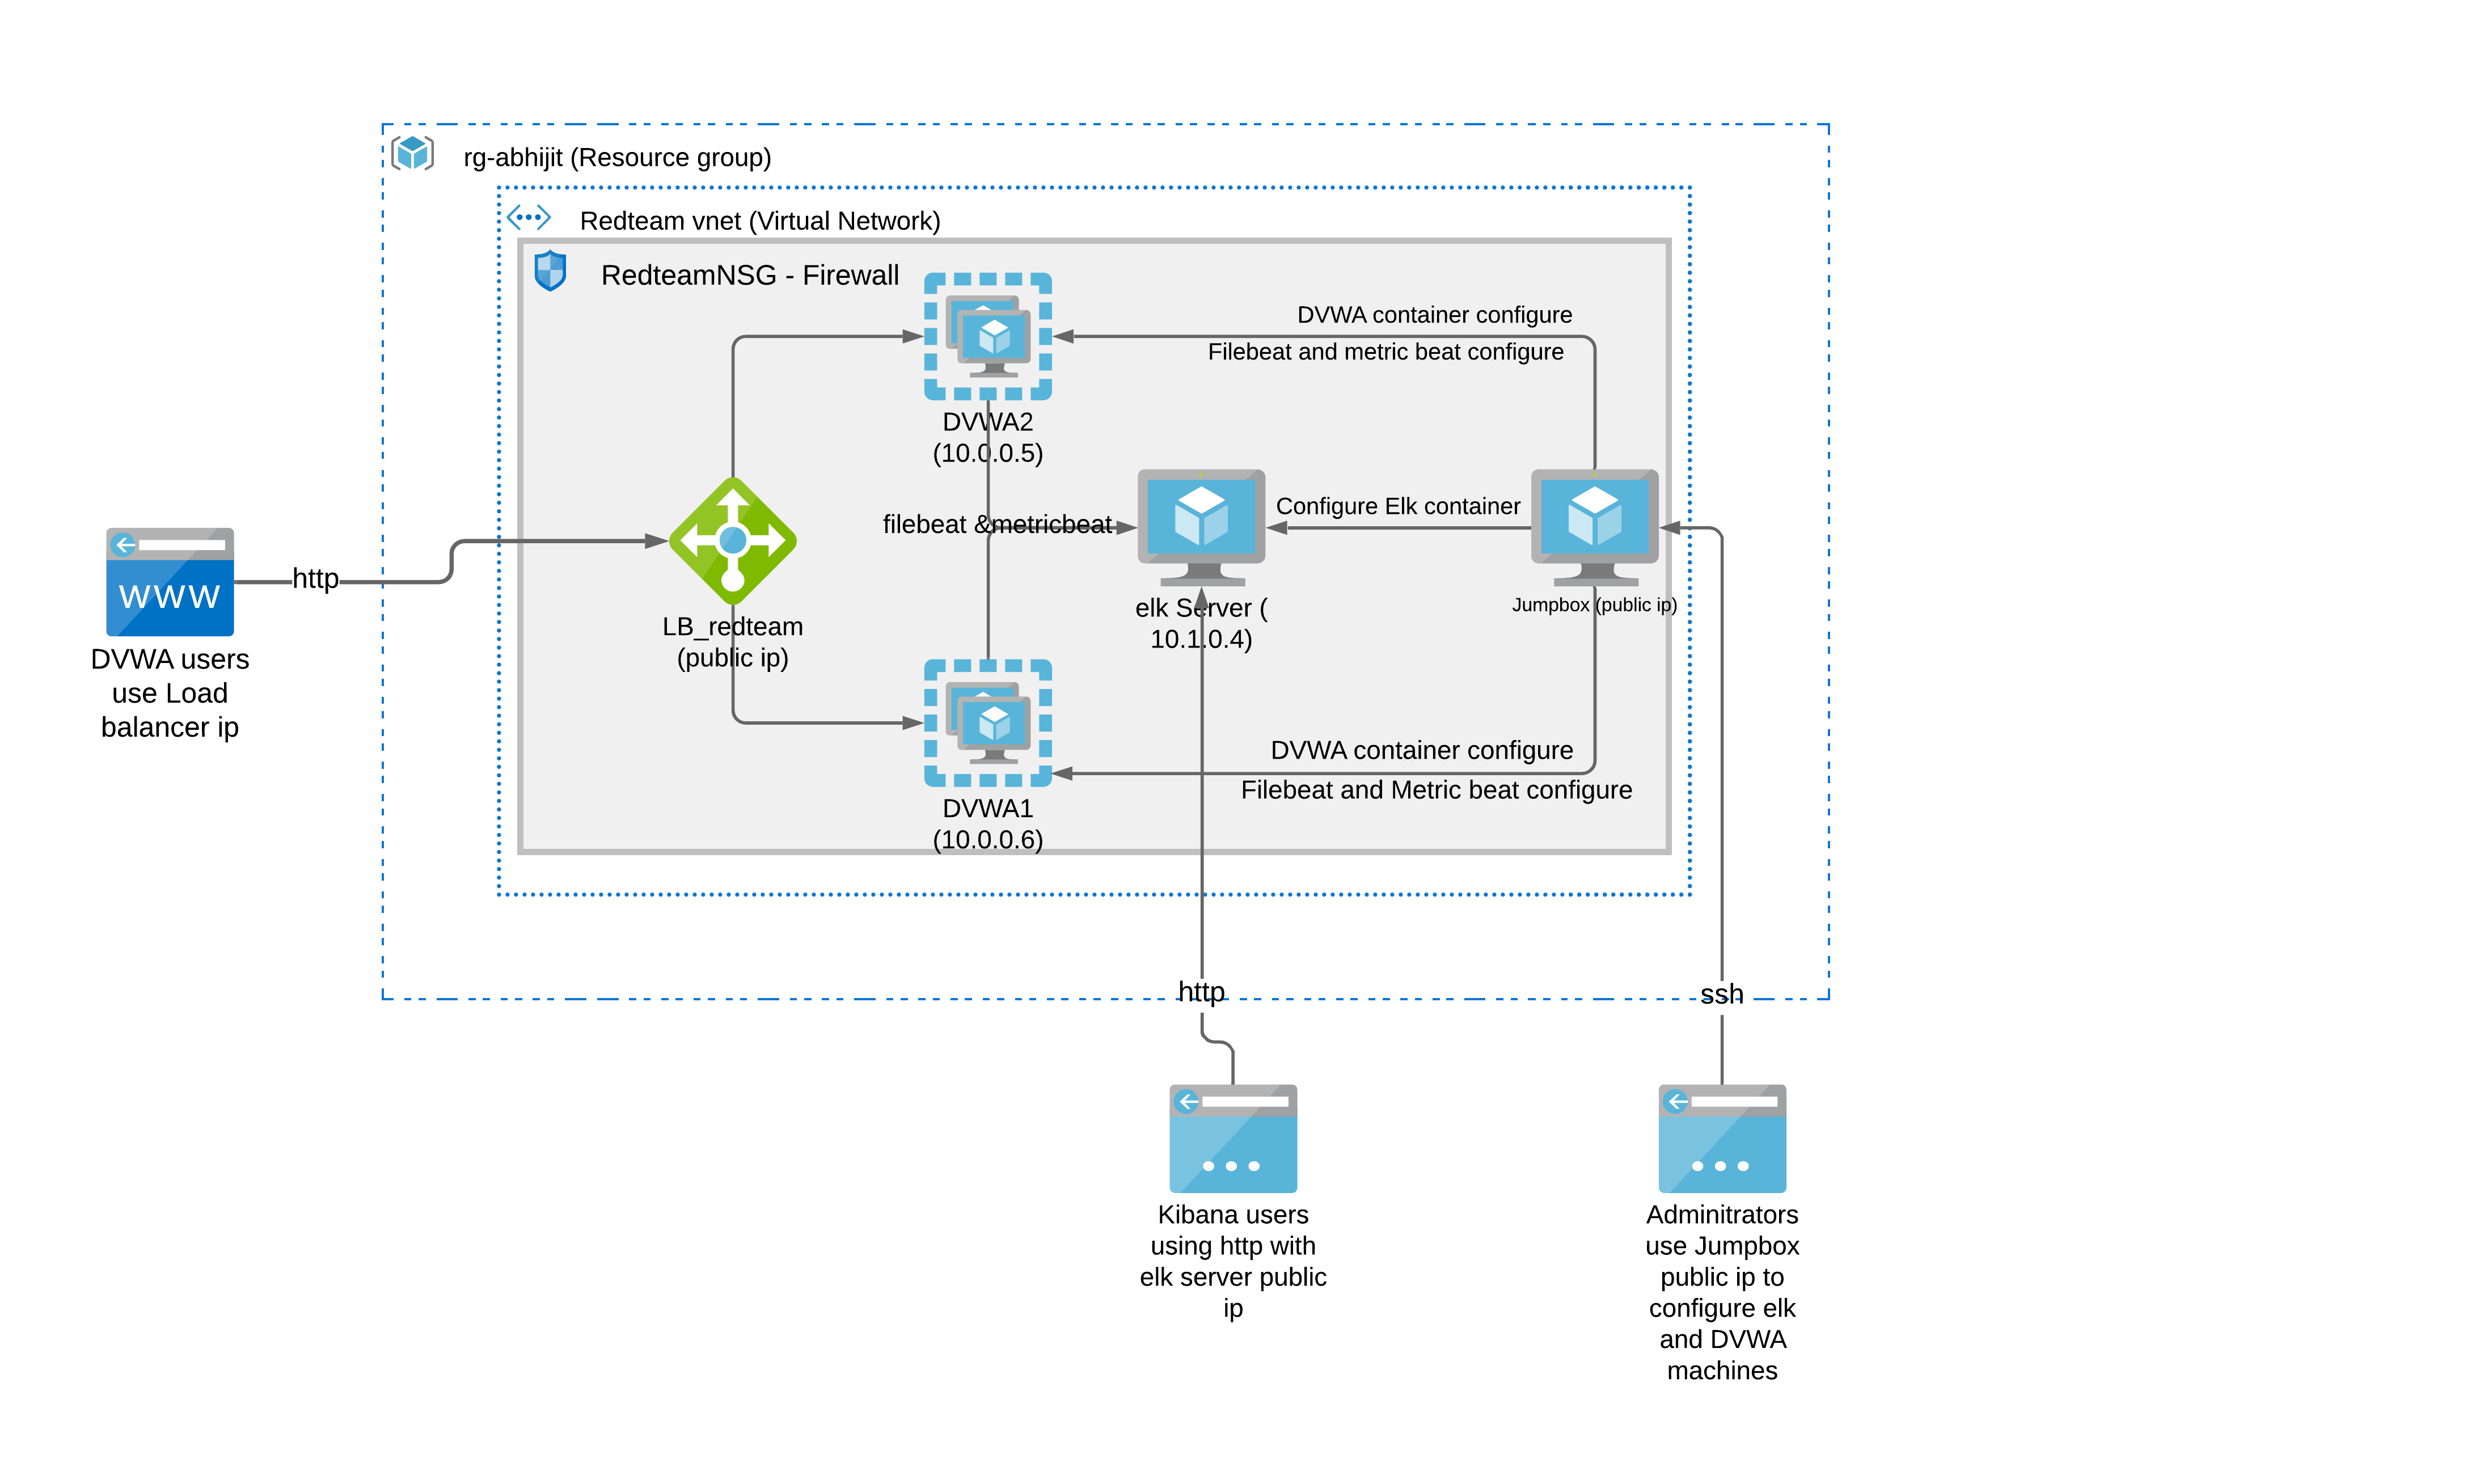 rg-abhijit (Resource group)
Redteam vnet (Virtual Network)
RedteamNSG - Firewall
DVWA container configure
Filebeat and metric beat configure
DVWA2
(10.0.0.5)
filebeat &metricbeat
Configure Elk container
http
WWW
DVWA users
use Load
balancer ip
LB_redteam
(public ip)
elk Server (
10.1.0.4)
Jumpbox (public ip)
DVWA container configure
Filebeat and Metric beat configure
DVWA1
(10.0.0.6)
http
ssh
Kibana users
using http with
elk server public
ip
Adminitrators
use Jumpbox
public ip to
configure elk
and DVWA
machines